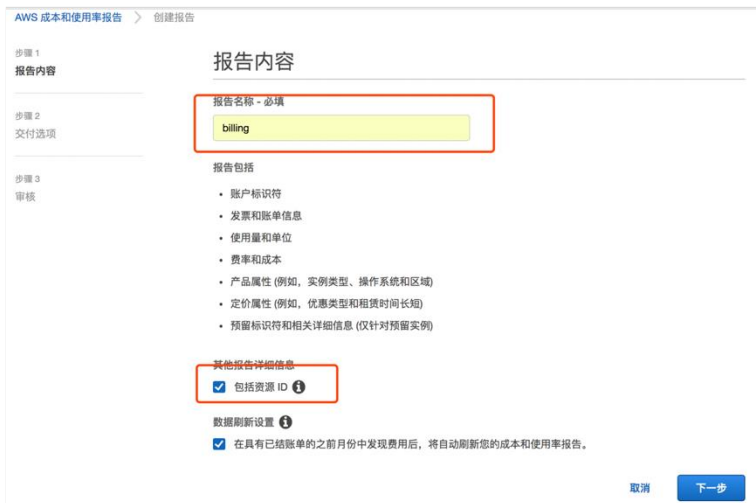 AWS 成本和使用率报告 > 创建报告
步骤 1
报告内容
步骤 2
交付选项
步骤 3
审核
报告内容
报告名称 - 必填
billing
报告包括
• 账户标识符
• 发票和账单信息
• 使用量和单位
• 费率和成本
• 产品属性 (例如，实例类型、操作系统和区域)
• 定价属性 (例如，优惠类型和租赁时间长短)
• 预留标识符和相关详细信息 (仅针对预留实例)
其他报告详细信息
包括资源 ID
数据刷新设置
在具有已结账单的之前月份中发现费用后，将自动刷新您的成本和使用率报告。
取消
下一步